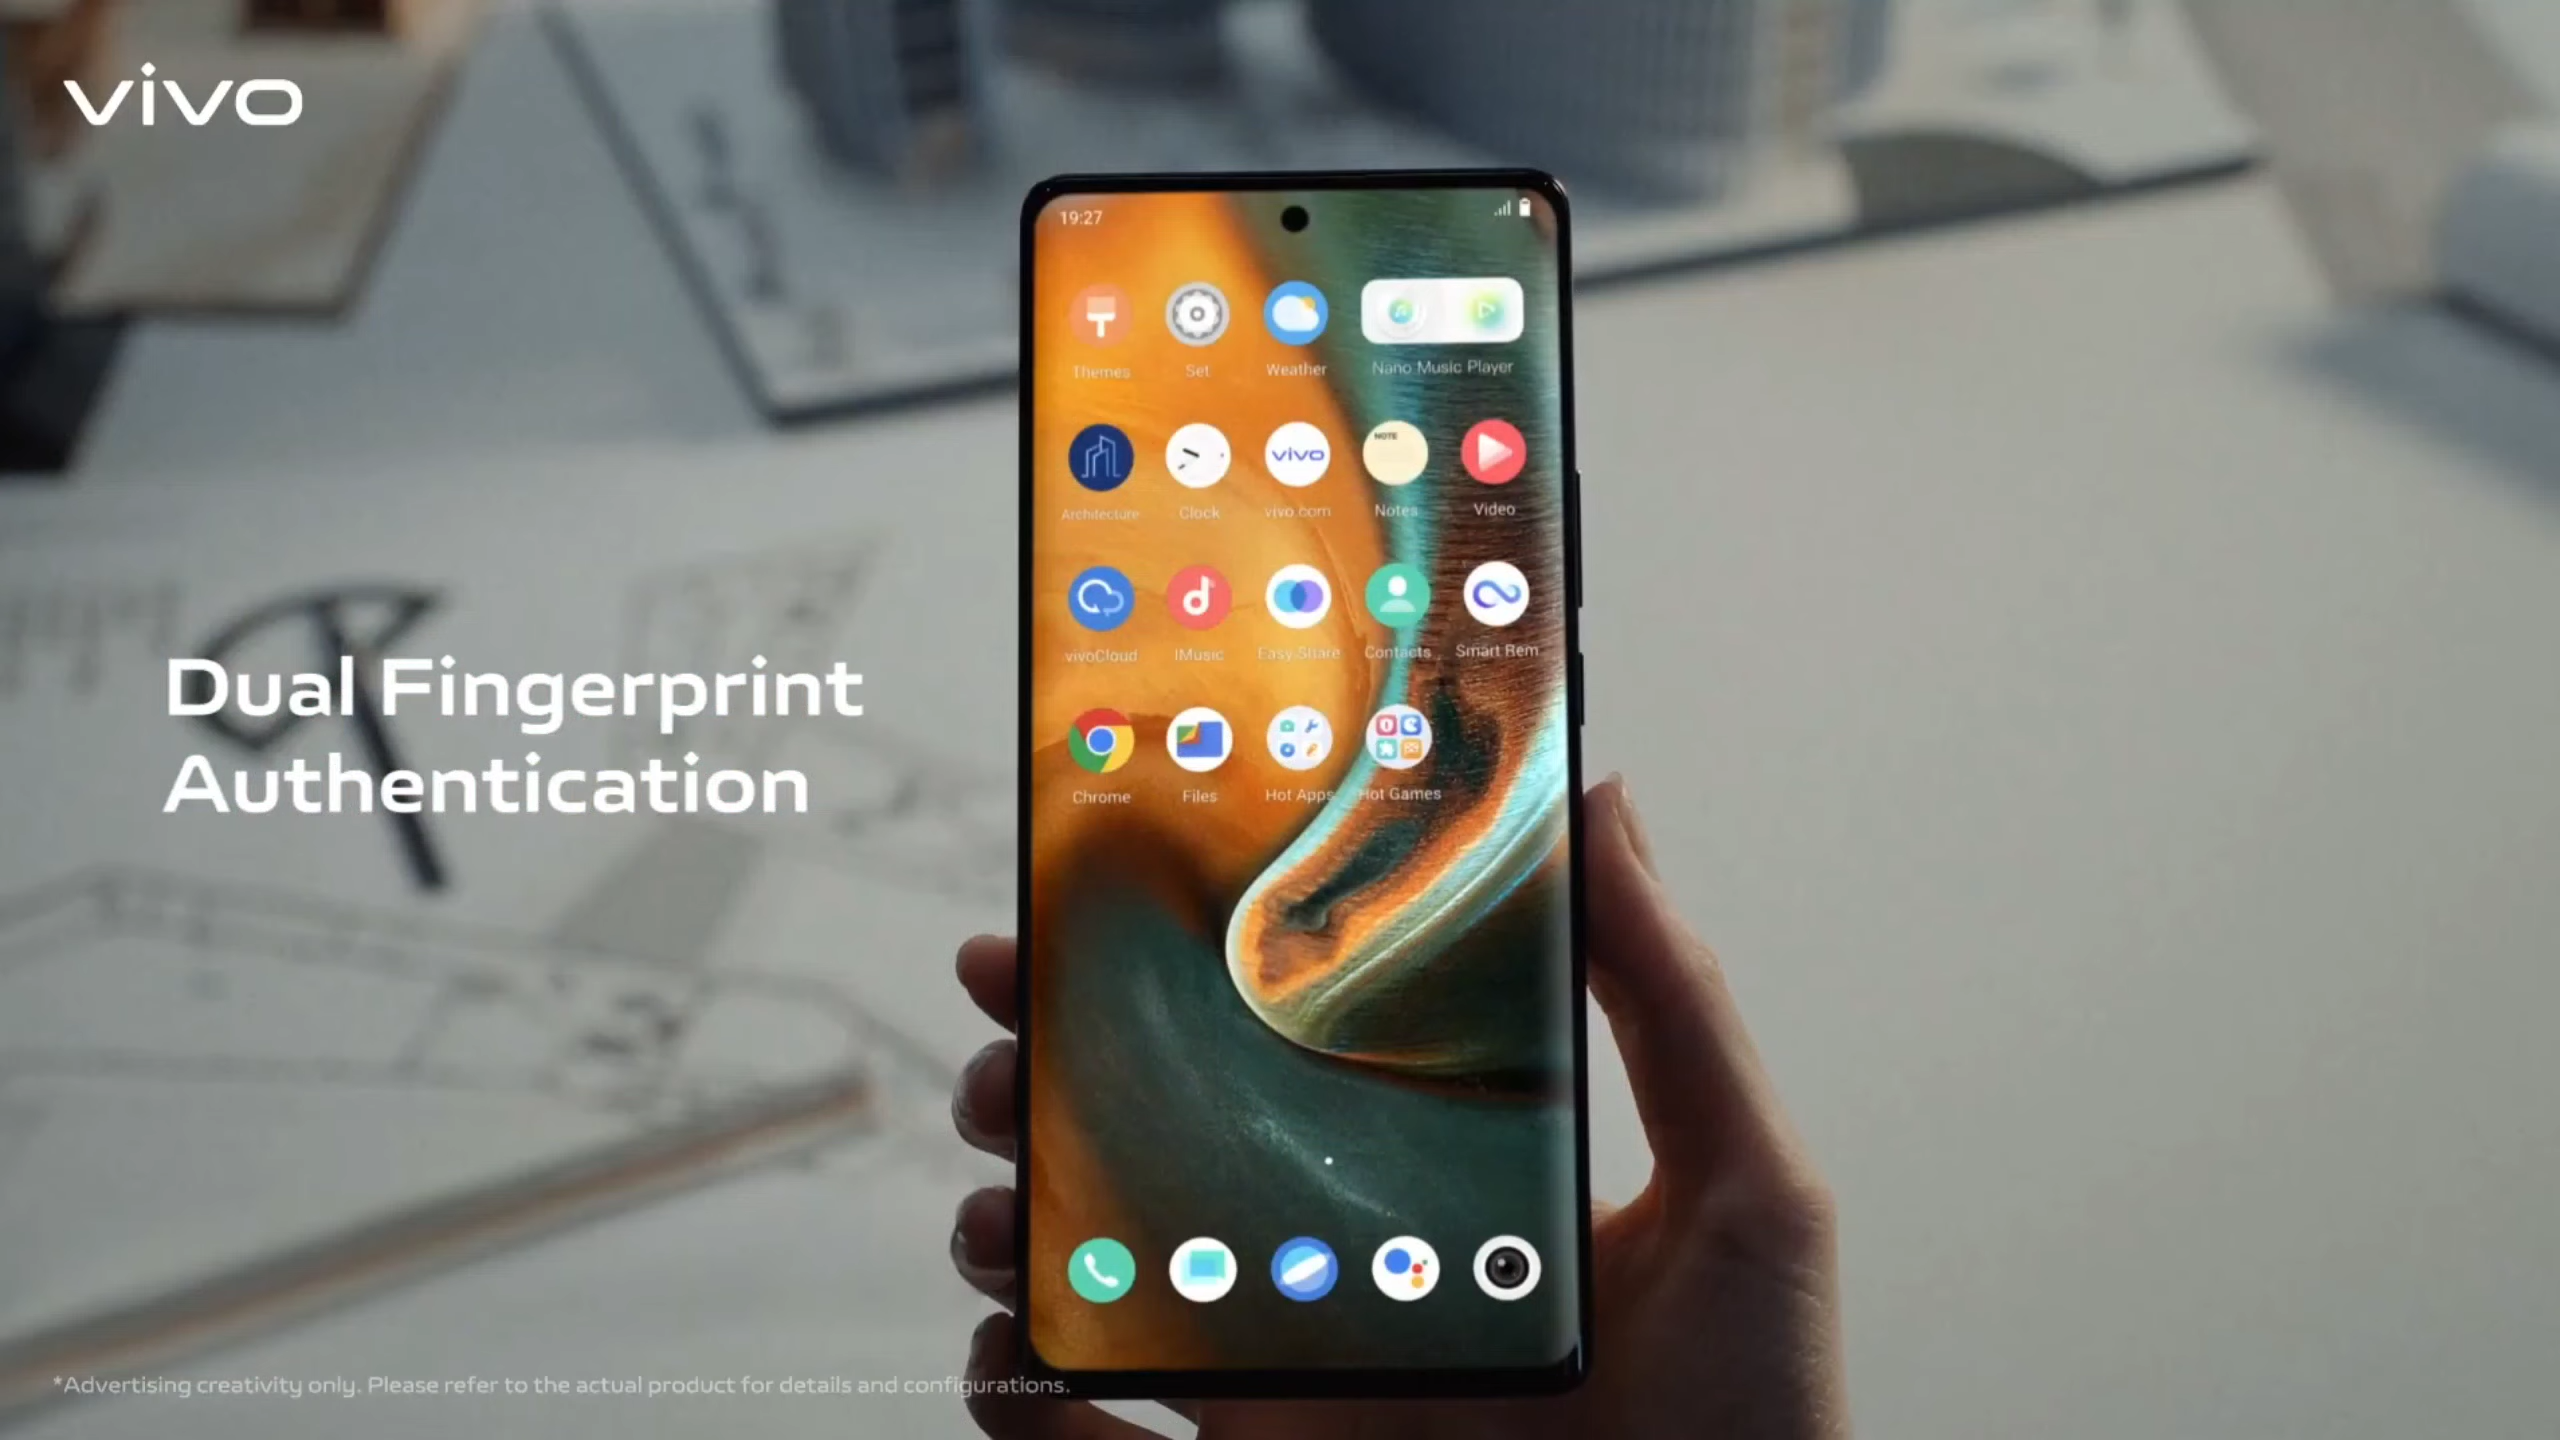 vivo
19:27
Themes
Set
Weather
Nano Music Player
NOTE
vivo
Architecture
Clock
vivo.com
Notes
Video
vivoCloud
iMusic
EasyShare
Contacts
Smart Rem
Chrome
Files
Hot Apps
Hot Games
Dual Fingerprint
Authentication
*Advertising creativity only. Please refer to the actual product for details and configurations.